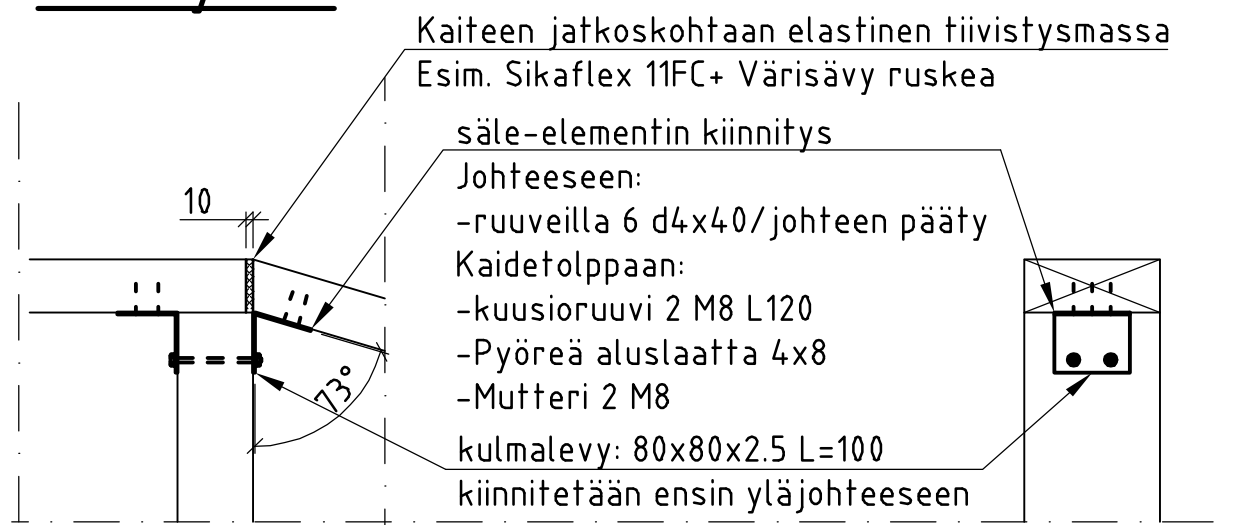 Kaiteen jatkoskohtaan elastinen tiivistysmassa
Esim. Sikaflex 11FC+ Värisävy ruskea
säle-elementin kiinnitys
Johteeseen:
-ruuveilla 6 d4x40/johteen pääty
Kaidetolppaan:
-kuusioruuvi 2 M8 L120
-Pyöreä aluslaatta 4x8
-Mutteri 2 M8
kulmalevy: 80x80x2.5 L=100
kiinnitetään ensin yläjohteeseen
10
73°